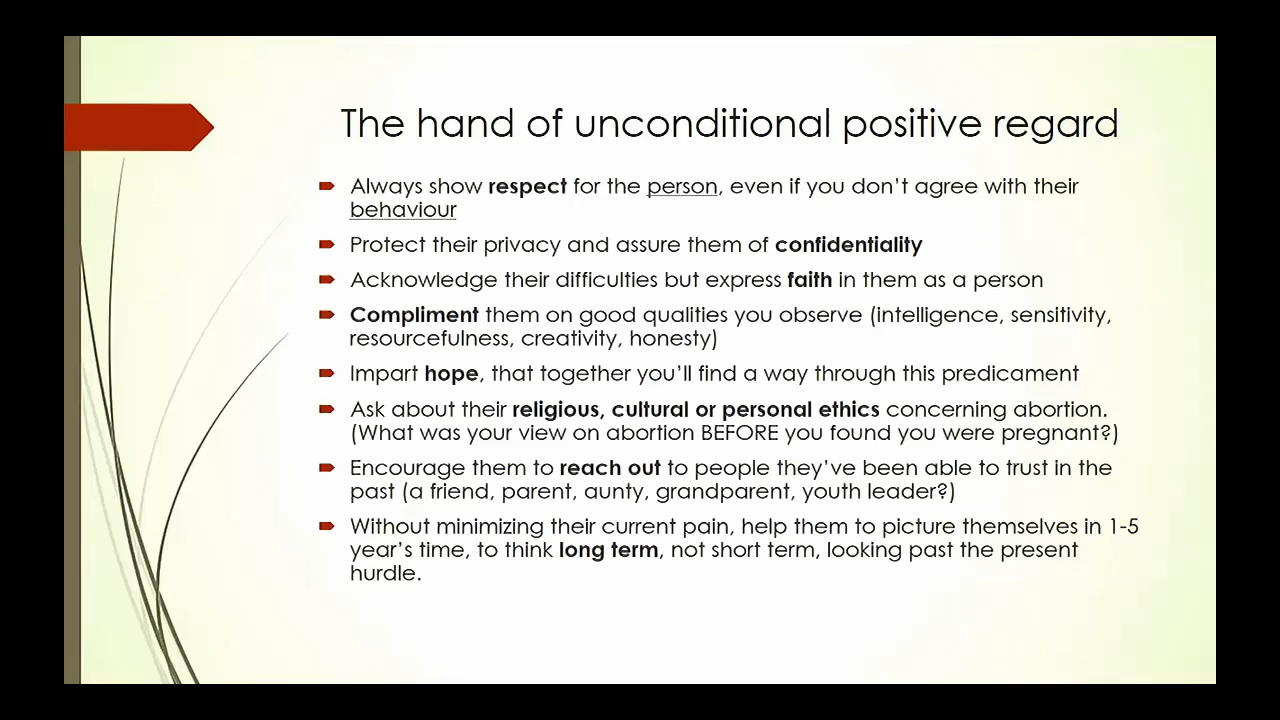 The hand of unconditional positive regard
Always show respect for the person, even if you don't agree with their
behaviour
Protect their privacy and assure them of confidentiality
Acknowledge their difficulties but express faith in them as a person
Compliment them on good qualities you observe (intelligence, sensitivity,
resourcefulness, creativity, honesty)
Impart hope, that together you'll find a way through this predicament
Ask about their religious, cultural or personal ethics concerning abortion.
(What was your view on abortion BEFORE you found you were pregnant?)
Encourage them to reach out to people they've been able to trust in the
past (a friend, parent, aunty, grandparent, youth leader?)
Without minimizing their current pain, help them to picture themselves in 1-5
year's time, to think long term, not short term, looking past the present
hurdle.